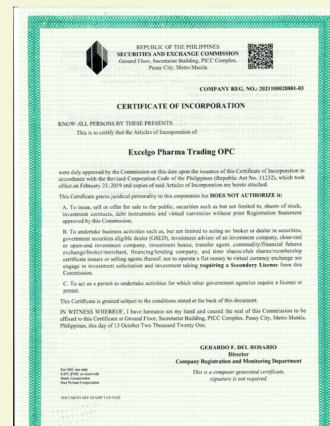 REPUBLIC OF THE PHILIPPINES
SECURITIES AND EXCHANGE COMMISSION
Ground Floor, Secretariat Building, PICC Complex,
Pasay City, Metro Manila
COMPANY REG. NO.: 2021100028801-03
CERTIFICATE OF INCORPORATION
KNOW ALL PERSONS BY THESE PRESENTS:
This is to certify that the Articles of Incorporation of:
Excelgo Pharma Trading OPC
were duly approved by the Commission on this date upon the issuance of this Certificate of Incorporation in
accordance with the Revised Corporation Code of the Philippines (Republic Act No. 11232), which took
effect on February 23, 2019 and copies of said Articles of Incorporation are hereto attached.
This Certificate grants juridical personality to this corporation but DOES NOT AUTHORIZE it:
A. To issue, sell or offer for sale to the public, securities such as but not limited to, shares of stock,
investment contracts, debt instruments and virtual currencies without prior Registration Statement
approved by this Commission;
B. To undertake business activities such as, but not limited to acting as: broker or dealer in securities,
government securities eligible dealer (GSED), investment adviser of an investment company, close-end
or open-end investment company, investment house, transfer agent, commodity/financial futures
exchange/broker/merchant, financing/lending company, and time shares/club shares/membership
certificate issuers or selling agents thereof; nor to operate a fiat money to virtual currency exchange nor
engage in investment solicitation and investment taking requiring a Secondary License from this
Commission.
C. To act as a permit to undertake activities for which other government agencies require a license or
permit.
This Certificate is granted subject to the conditions stated at the back of this document.
IN WITNESS WHEREOF, I have hereunto set my hand and caused the seal of this Commission to be
affixed to this Certificate at Ground Floor, Secretariat Building, PICC Complex, Pasay City, Metro Manila,
Philippines, this day of 13 October Two Thousand Twenty One.
GERARDO F. DEL ROSARIO
Director
Company Registration and Monitoring Department
This is a computer generated certificate,
signature is not required.
For SEC use only
Stock Corporation
One Person Corporation
DOCUMENTARY STAMP TAX PAID